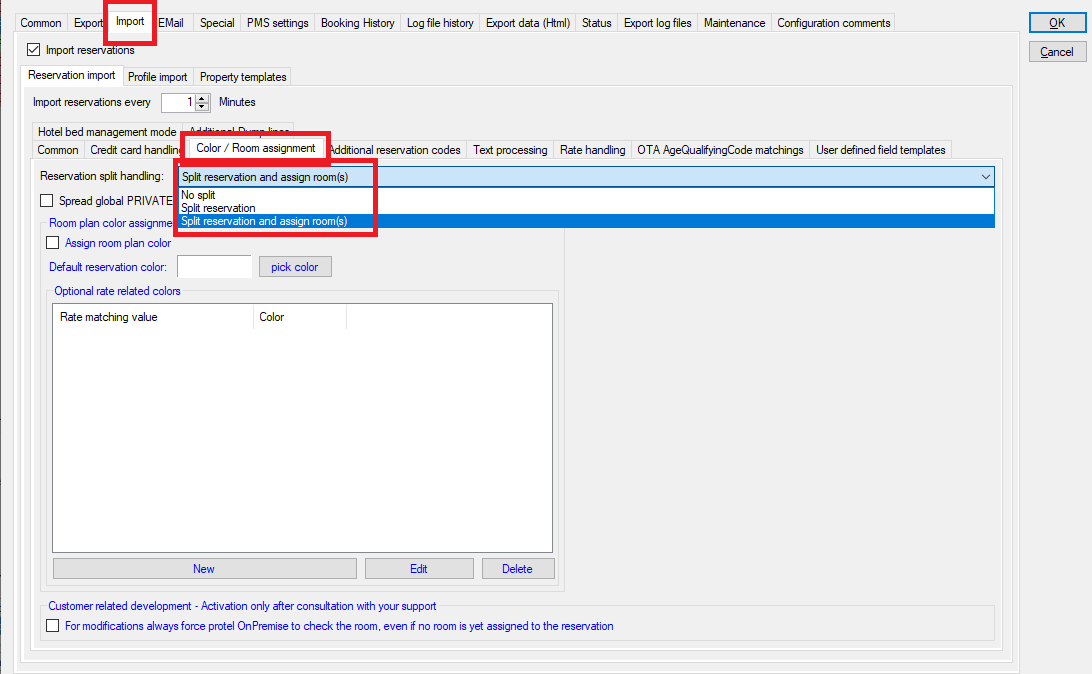 Common Export Import EMail Special PMS settings Booking History Log file history Export data (Html) Status Export log files Maintenance Configuration comments
OK
Import reservations
Cancel
Reservation import Profile import Property templates
Import reservations every 1 Minutes
Hotel bed management mode Additional Dump lines
Common Credit card handling Color / Room assignment Additional reservation codes Text processing Rate handling OTA AgeQualifyingCode matchings User defined field templates
Reservation split handling: Split reservation and assign room(s)
No split
Spread global PRIVATE
Split reservation
Split reservation and assign room(s)
Room plan color assignme
Assign room plan color
Default reservation color: pick color
Optional rate related colors
Rate matching value Color
New Edit Delete
Customer related development - Activation only after consultation with your support
For modifications always force protel OnPremise to check the room, even if no room is yet assigned to the reservation